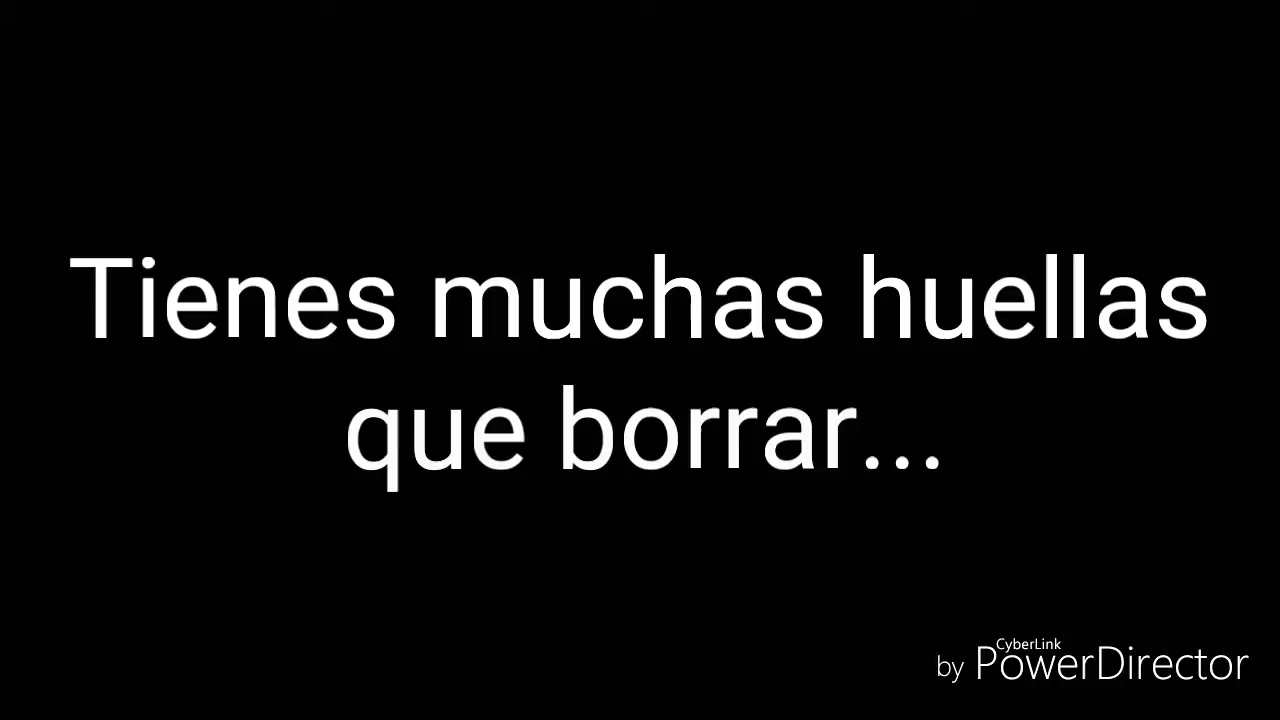 Tienes muchas huellas
que borrar...
CyberLink
by PowerDirector